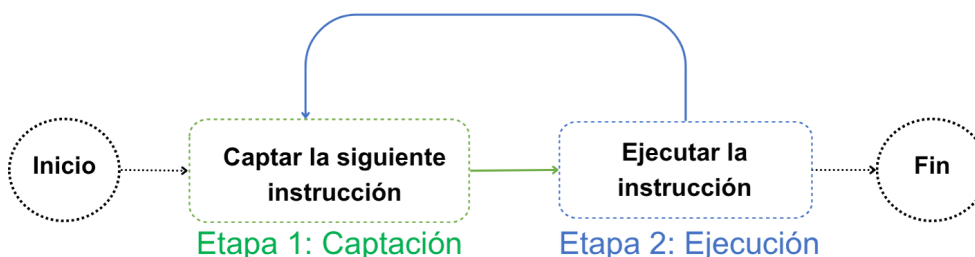 Inicio
Captar la siguiente
instrucción
Ejecutar la
instrucción
Fin
Etapa 1: Captación
Etapa 2: Ejecución